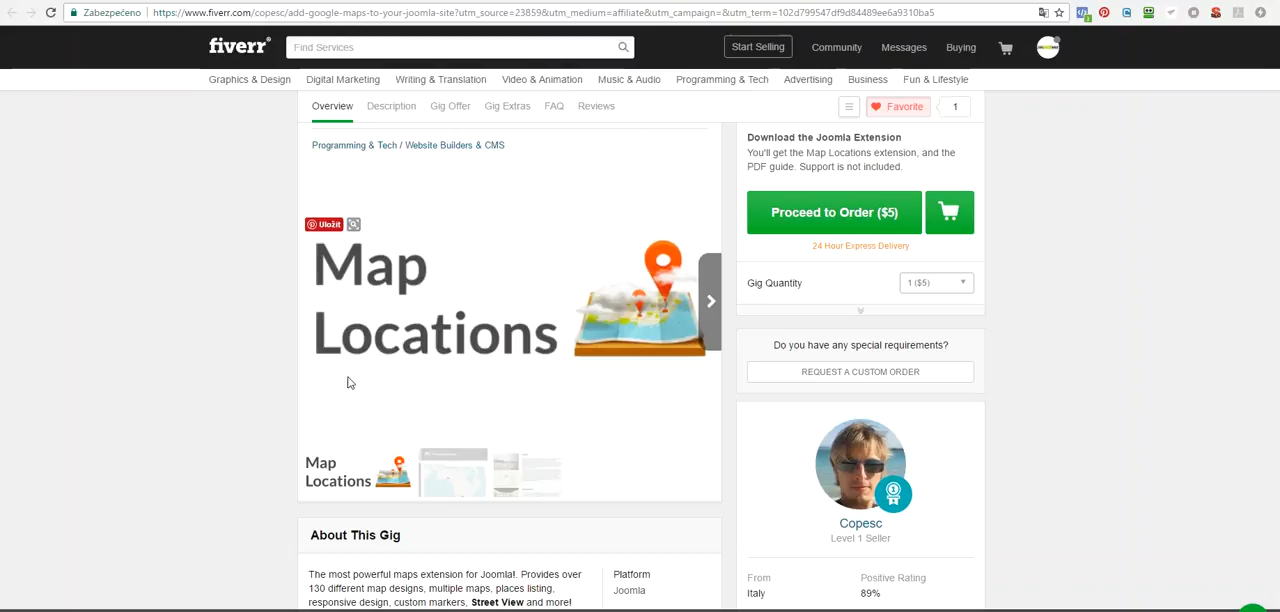 Zabezpečeno
https://www.fiverr.com/copesc/add-google-maps-to-your-joomla-site?utm_source=23859&utm_medium=affiliate&utm_campaign=&utm_term=102d799547df9d84489ee6a9310ba5
fiverr®
Find Services
Start Selling
Community
Messages
Buying
Graphics & Design
Digital Marketing
Writing & Translation
Video & Animation
Music & Audio
Programming & Tech
Advertising
Business
Fun & Lifestyle
Overview
Description
Gig Offer
Gig Extras
FAQ
Reviews
Favorite
1
Programming & Tech / Website Builders & CMS
Uložit
Map
Locations
Map
Locations
Download the Joomla Extension
You'll get the Map Locations extension, and the
PDF guide. Support is not included.
Proceed to Order ($5)
24 Hour Express Delivery
Gig Quantity
1 ($5)
Do you have any special requirements?
REQUEST A CUSTOM ORDER
Copesc
Level 1 Seller
From
Positive Rating
Italy
89%
About This Gig
The most powerful maps extension for Joomla!. Provides over
130 different map designs, multiple maps, places listing,
responsive design, custom markers, Street View and more!
Platform
Joomla